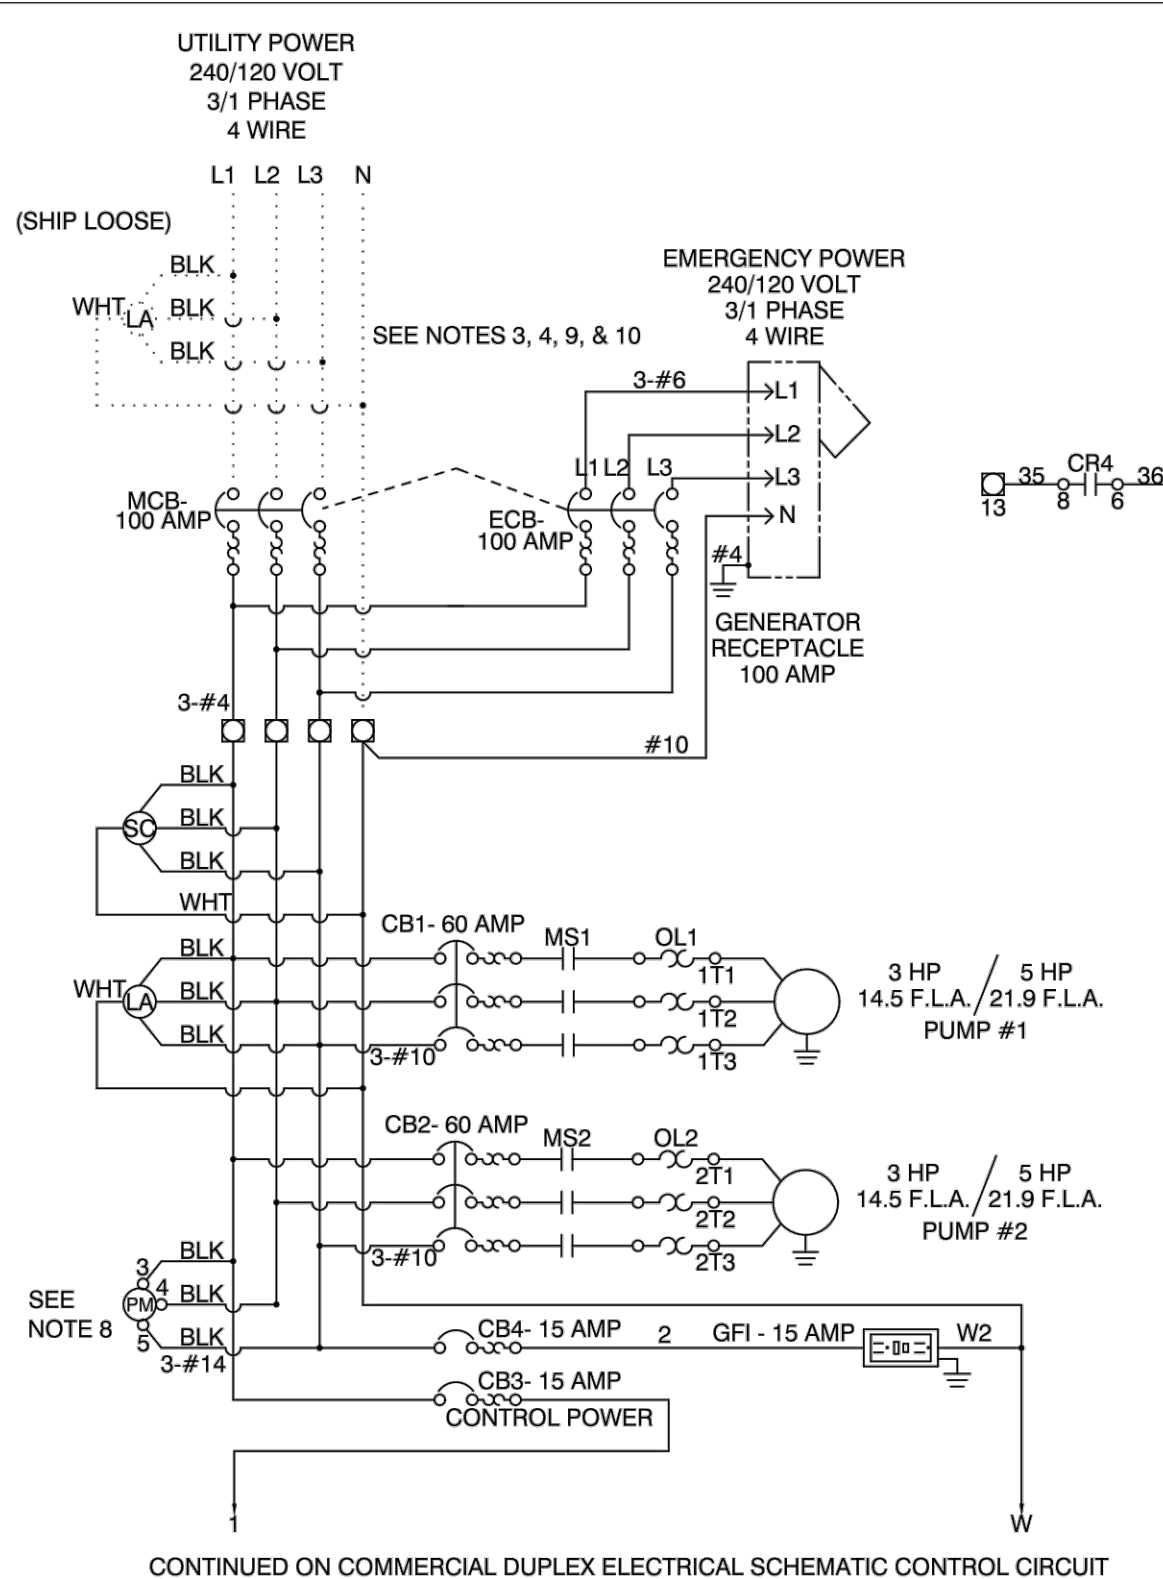 UTILITY POWER
240/120 VOLT
3/1 PHASE
4 WIRE
L1 L2 L3 N
(SHIP LOOSE)
BLK
WHT LA BLK
BLK
SEE NOTES 3, 4, 9, & 10
EMERGENCY POWER
240/120 VOLT
3/1 PHASE
4 WIRE
3-#6
L1
L2
L3
N
L1 L2 L3
MCB-
100 AMP
ECB-
100 AMP
#4
GENERATOR
RECEPTACLE
100 AMP
35 CR4 36
13 8 6
3-#4
#10
BLK
SC BLK
BLK
WHT
BLK
WHT LA BLK
BLK
CB1- 60 AMP
MS1
OL1
1T1
1T2
1T3
3-#10
3 HP / 5 HP
14.5 F.L.A. / 21.9 F.L.A.
PUMP #1
CB2- 60 AMP
MS2
OL2
2T1
2T2
2T3
3-#10
3 HP / 5 HP
14.5 F.L.A. / 21.9 F.L.A.
PUMP #2
SEE
NOTE 8
3 BLK
PM 4 BLK
5 BLK
3-#14
CB4- 15 AMP
2
GFI - 15 AMP
W2
CB3- 15 AMP
CONTROL POWER
1
W
CONTINUED ON COMMERCIAL DUPLEX ELECTRICAL SCHEMATIC CONTROL CIRCUIT